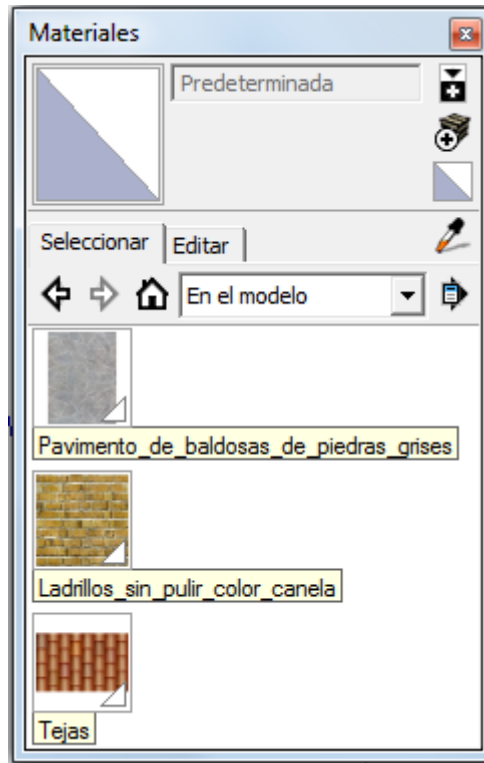 Materiales
Predeterminada
Seleccionar
Editar
En el modelo
Pavimento_de_baldosas_de_piedras_grises
Ladrillos_sin_pulir_color_canela
Tejas